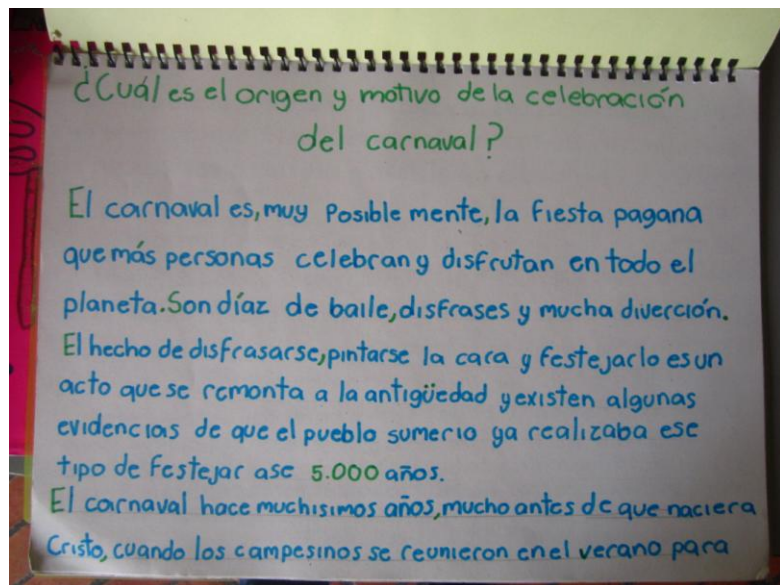 ¿Cuál es el origen y motivo de la celebración
del carnaval?
El carnaval es, muy Posible mente, la fiesta pagana
que más personas celebran y disfrutan en todo el
planeta. Son díaz de baile, disfrases y mucha diverción.
El hecho de disfrasarse, pintarse la cara y festejarlo es un
acto que se remonta a la antigüedad y existen algunas
evidencias de que el pueblo sumerio ya realizaba ese
tipo de festejar ase 5.000 años.
El carnaval hace muchisimos años, mucho antes de que naciera
Cristo, cuando los campesinos se reunieron en el verano para